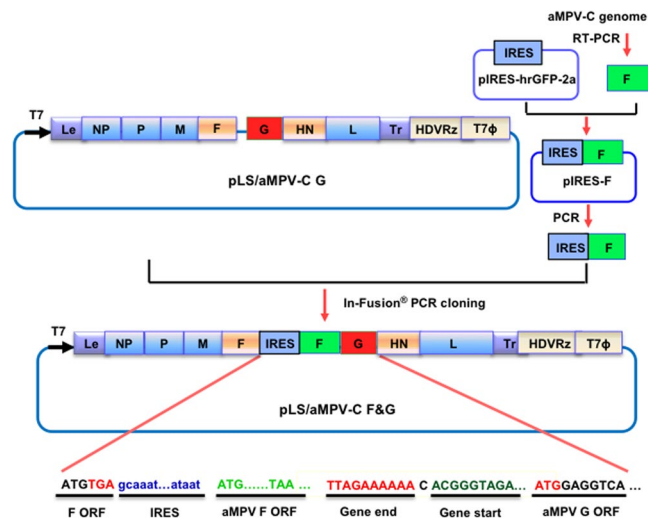 aMPV-C genome
RT-PCR
IRES
F
pIRES-hrGFP-2a
T7
Le NP P M F G HN L Tr HDVRz T7ϕ
IRES F
pLS/aMPV-C G
pIRES-F
PCR
IRES F
In-Fusion® PCR cloning
T7
Le NP P M F IRES F G HN L Tr HDVRz T7ϕ
pLS/aMPV-C F&G
ATGTGA gcaaat...ataat ATG......TAA ... TTAGAAAAAA C ACGGGTAGA... ATGGAGGTCA ...
F ORF IRES aMPV F ORF Gene end Gene start aMPV G ORF